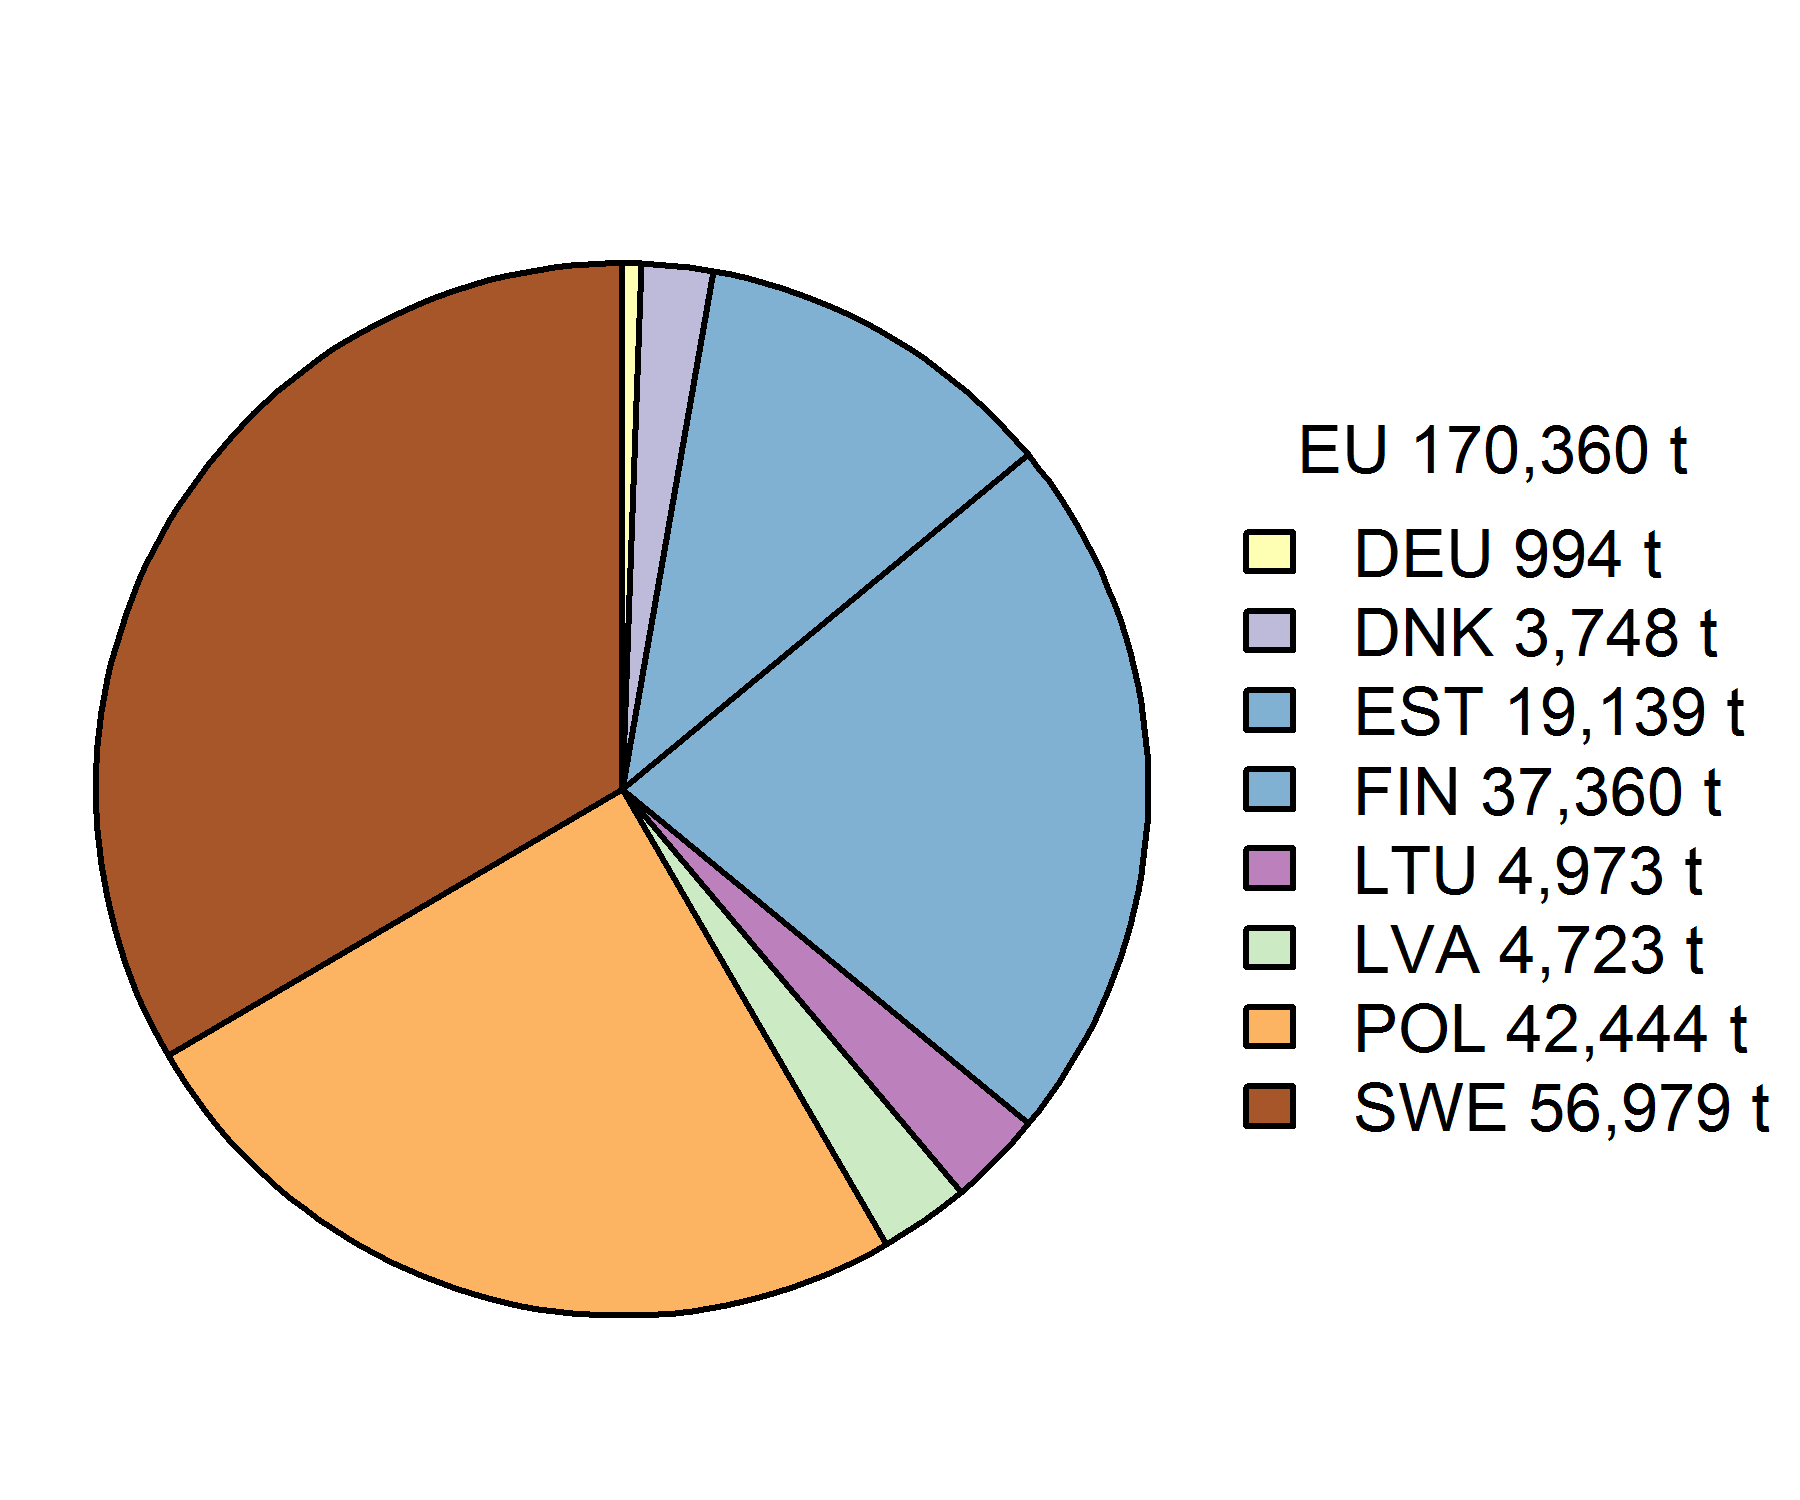 EU 170,360 t
DEU 994 t
DNK 3,748 t
EST 19,139 t
FIN 37,360 t
LTU 4,973 t
LVA 4,723 t
POL 42,444 t
SWE 56,979 t